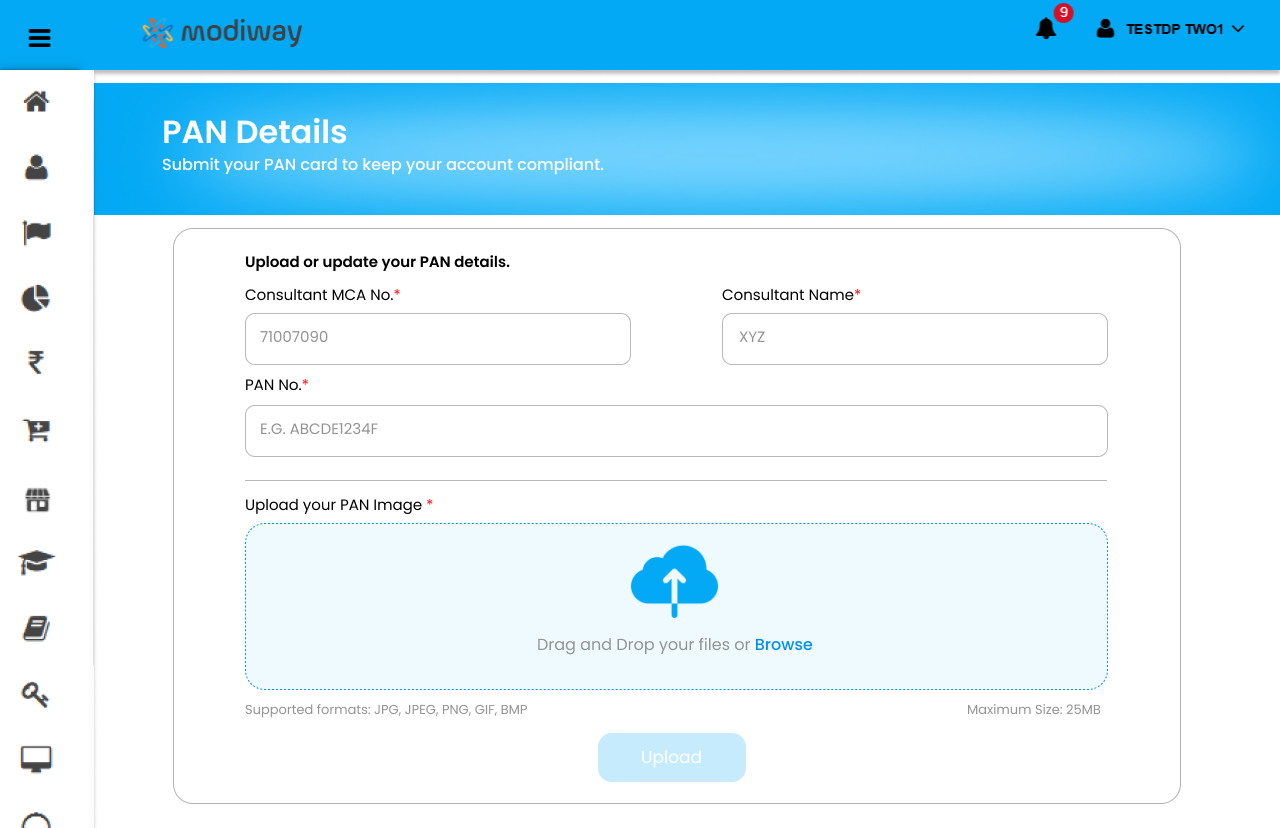 modiway
9
TESTDP TWO1
PAN Details
Submit your PAN card to keep your account compliant.
Upload or update your PAN details.
Consultant MCA No.*
Consultant Name*
71007090
XYZ
PAN No.*
E.G. ABCDE1234F
Upload your PAN Image *
Drag and Drop your files or Browse
Supported formats: JPG, JPEG, PNG, GIF, BMP
Maximum Size: 25MB
Upload